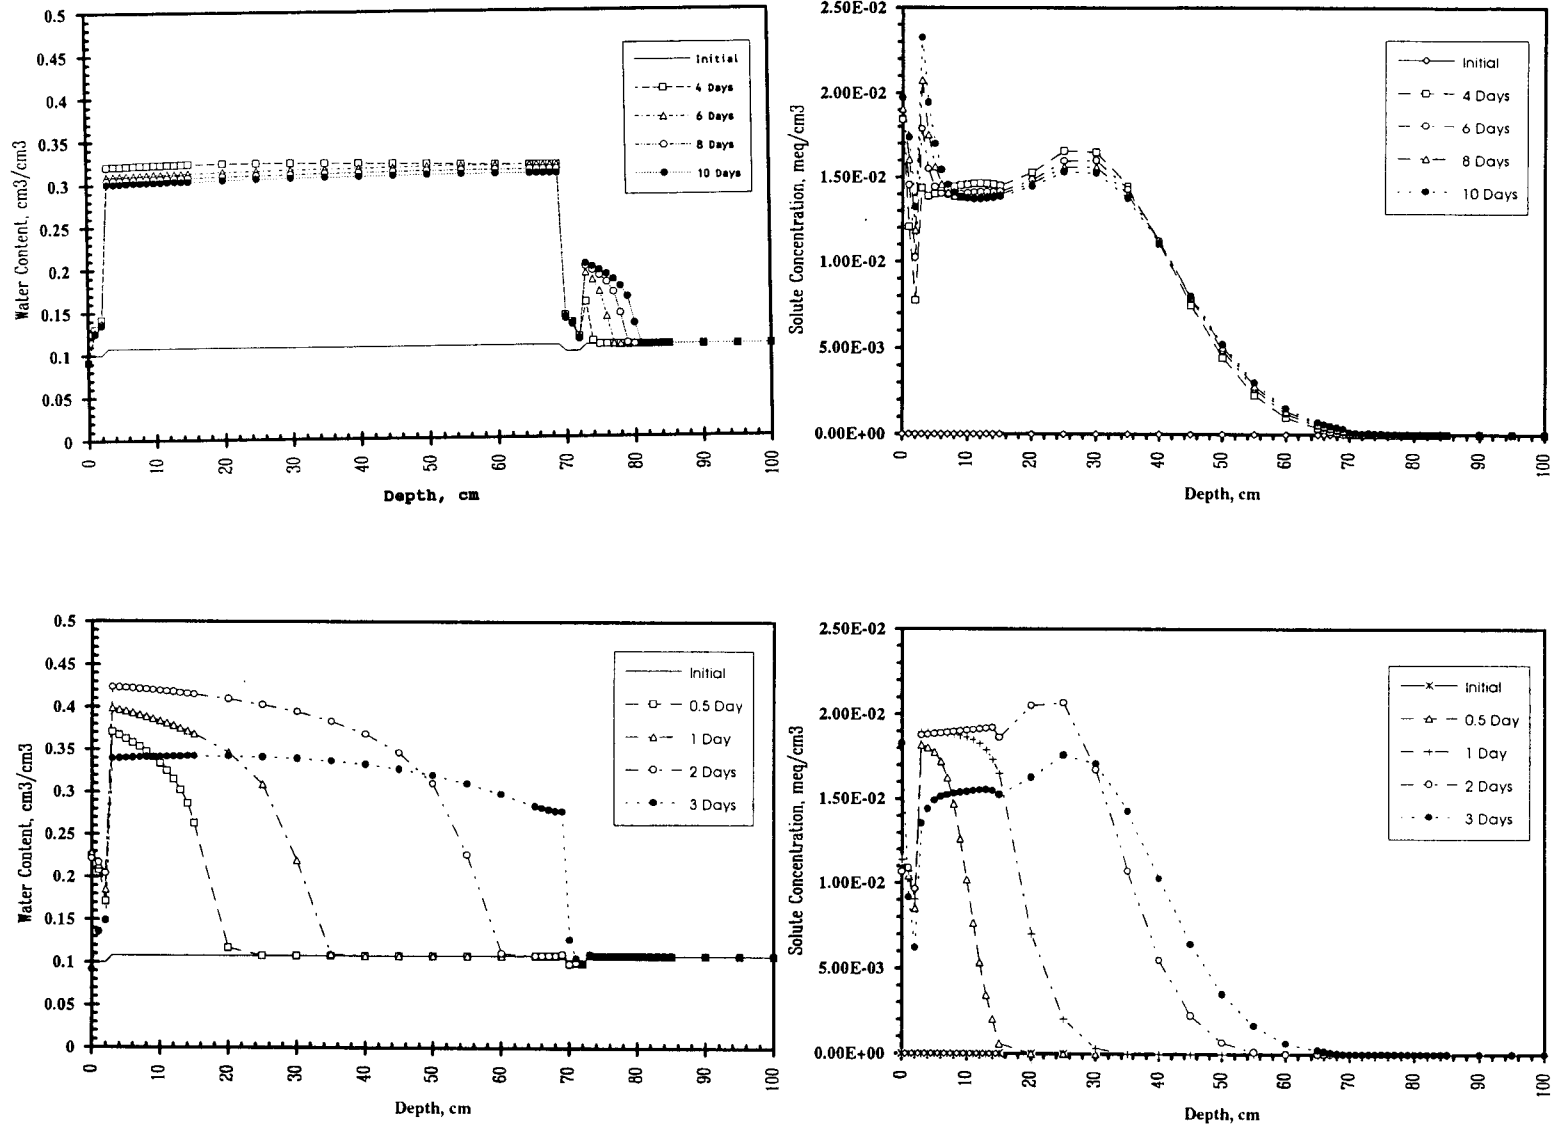 0.5
0.45
0.4
0.35
0.3
0.25
0.2
0.15
0.1
0.05
0
Water Content, cm3/cm3
0 10 20 30 40 50 60 70 80 90 100
Depth, cm
Initial
4 Days
6 Days
8 Days
10 Days
2.50E-02
2.00E-02
1.50E-02
1.00E-02
5.00E-03
0.00E+00
Solute Concentration, meq/cm3
0 10 20 30 40 50 60 70 80 90 100
Depth, cm
Initial
4 Days
6 Days
8 Days
10 Days
0.5
0.45
0.4
0.35
0.3
0.25
0.2
0.15
0.1
0.05
0
Water Content, cm3/cm3
0 10 20 30 40 50 60 70 80 90 100
Depth, cm
Initial
0.5 Day
1 Day
2 Days
3 Days
2.50E-02
2.00E-02
1.50E-02
1.00E-02
5.00E-03
0.00E+00
Solute Concentration, meq/cm3
0 10 20 30 40 50 60 70 80 90 100
Depth, cm
Initial
0.5 Day
1 Day
2 Days
3 Days